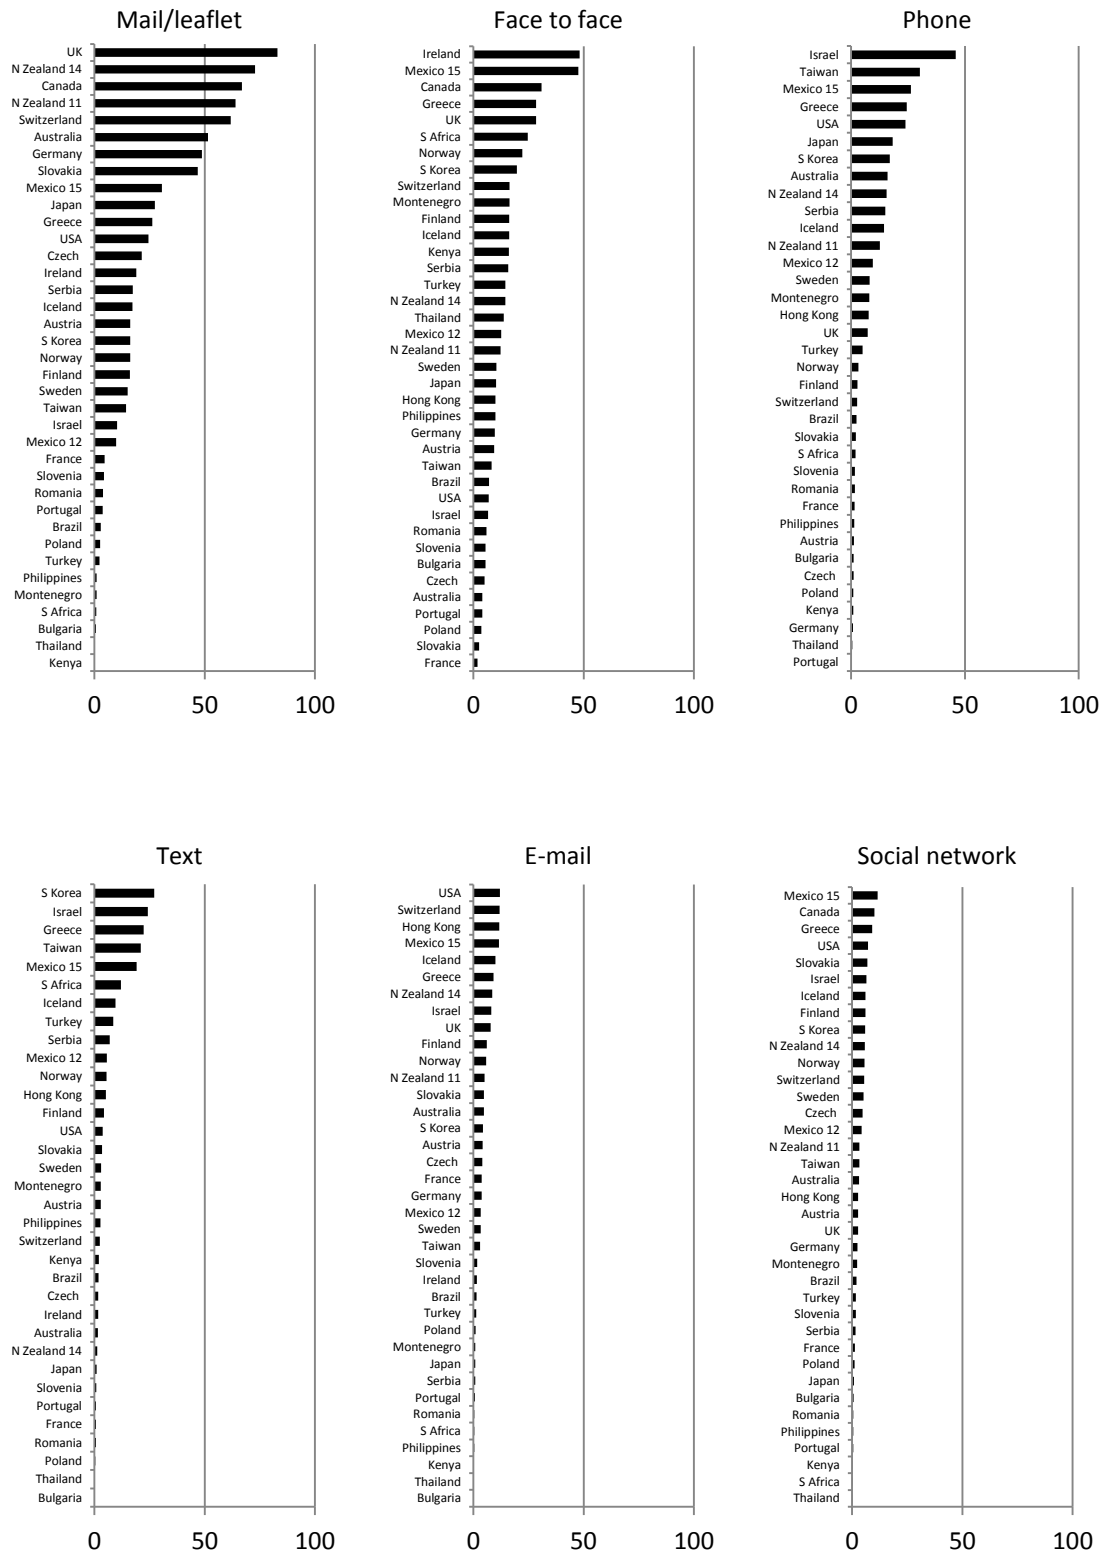 Mail/leaflet
UK
N Zealand 14
Canada
N Zealand 11
Switzerland
Australia
Germany
Slovakia
Mexico 15
Japan
Greece
USA
Czech
Ireland
Serbia
Iceland
Austria
S Korea
Norway
Finland
Sweden
Taiwan
Israel
Mexico 12
France
Slovenia
Romania
Portugal
Brazil
Poland
Turkey
Philippines
Montenegro
S Africa
Bulgaria
Thailand
Kenya
0 50 100
Face to face
Ireland
Mexico 15
Canada
Greece
UK
S Africa
Norway
S Korea
Switzerland
Montenegro
Finland
Iceland
Kenya
Serbia
Turkey
N Zealand 14
Thailand
Mexico 12
N Zealand 11
Sweden
Japan
Hong Kong
Philippines
Germany
Austria
Taiwan
Brazil
USA
Israel
Romania
Slovenia
Bulgaria
Czech
Australia
Portugal
Poland
Slovakia
France
0 50 100
Phone
Israel
Taiwan
Mexico 15
Greece
USA
Japan
S Korea
Australia
N Zealand 14
Serbia
Iceland
N Zealand 11
Mexico 12
Sweden
Montenegro
Hong Kong
UK
Turkey
Norway
Finland
Switzerland
Brazil
Slovakia
S Africa
Slovenia
Romania
France
Philippines
Austria
Bulgaria
Czech
Poland
Kenya
Germany
Thailand
Portugal
0 50 100
Text
S Korea
Israel
Greece
Taiwan
Mexico 15
S Africa
Iceland
Turkey
Serbia
Mexico 12
Norway
Hong Kong
Finland
USA
Slovakia
Sweden
Montenegro
Austria
Philippines
Switzerland
Kenya
Brazil
Czech
Ireland
Australia
N Zealand 14
Japan
Slovenia
Portugal
France
Romania
Poland
Thailand
Bulgaria
0 50 100
E-mail
USA
Switzerland
Hong Kong
Mexico 15
Iceland
Greece
N Zealand 14
Israel
UK
Finland
Norway
N Zealand 11
Slovakia
Australia
S Korea
Austria
Czech
France
Germany
Mexico 12
Sweden
Taiwan
Slovenia
Ireland
Brazil
Turkey
Poland
Montenegro
Japan
Serbia
Portugal
Romania
S Africa
Philippines
Kenya
Thailand
Bulgaria
0 50 100
Social network
Mexico 15
Canada
Greece
USA
Slovakia
Israel
Iceland
Finland
S Korea
N Zealand 14
Norway
Switzerland
Sweden
Czech
Mexico 12
N Zealand 11
Taiwan
Australia
Hong Kong
Austria
UK
Germany
Montenegro
Brazil
Turkey
Slovenia
Serbia
France
Poland
Japan
Bulgaria
Romania
Philippines
Portugal
Kenya
S Africa
Thailand
0 50 100